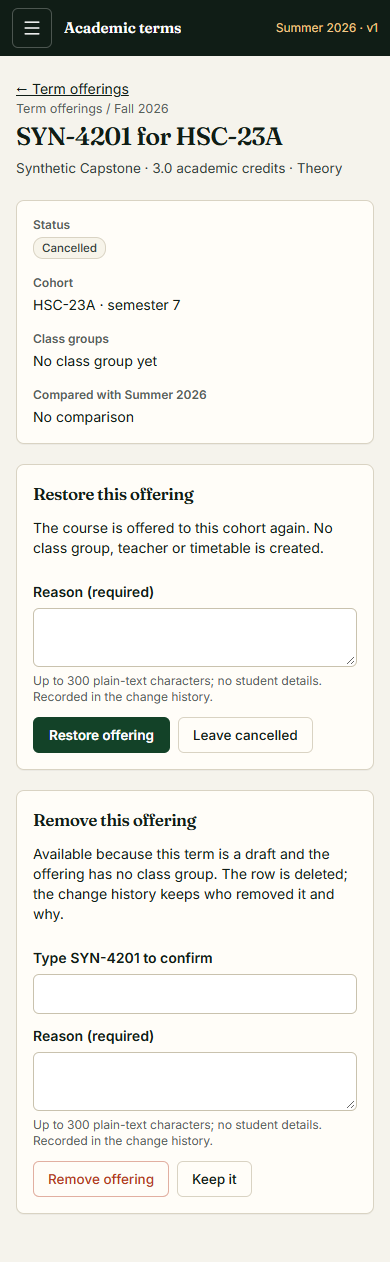 Academic terms
Summer 2026 · v1
← Term offerings
Term offerings / Fall 2026
SYN-4201 for HSC-23A
Synthetic Capstone · 3.0 academic credits · Theory
Status
Cancelled
Cohort
HSC-23A · semester 7
Class groups
No class group yet
Compared with Summer 2026
No comparison
Restore this offering
The course is offered to this cohort again. No
class group, teacher or timetable is created.
Reason (required)
Up to 300 plain-text characters; no student details.
Recorded in the change history.
Restore offering
Leave cancelled
Remove this offering
Available because this term is a draft and the
offering has no class group. The row is deleted;
the change history keeps who removed it and
why.
Type SYN-4201 to confirm
Reason (required)
Up to 300 plain-text characters; no student details.
Recorded in the change history.
Remove offering
Keep it